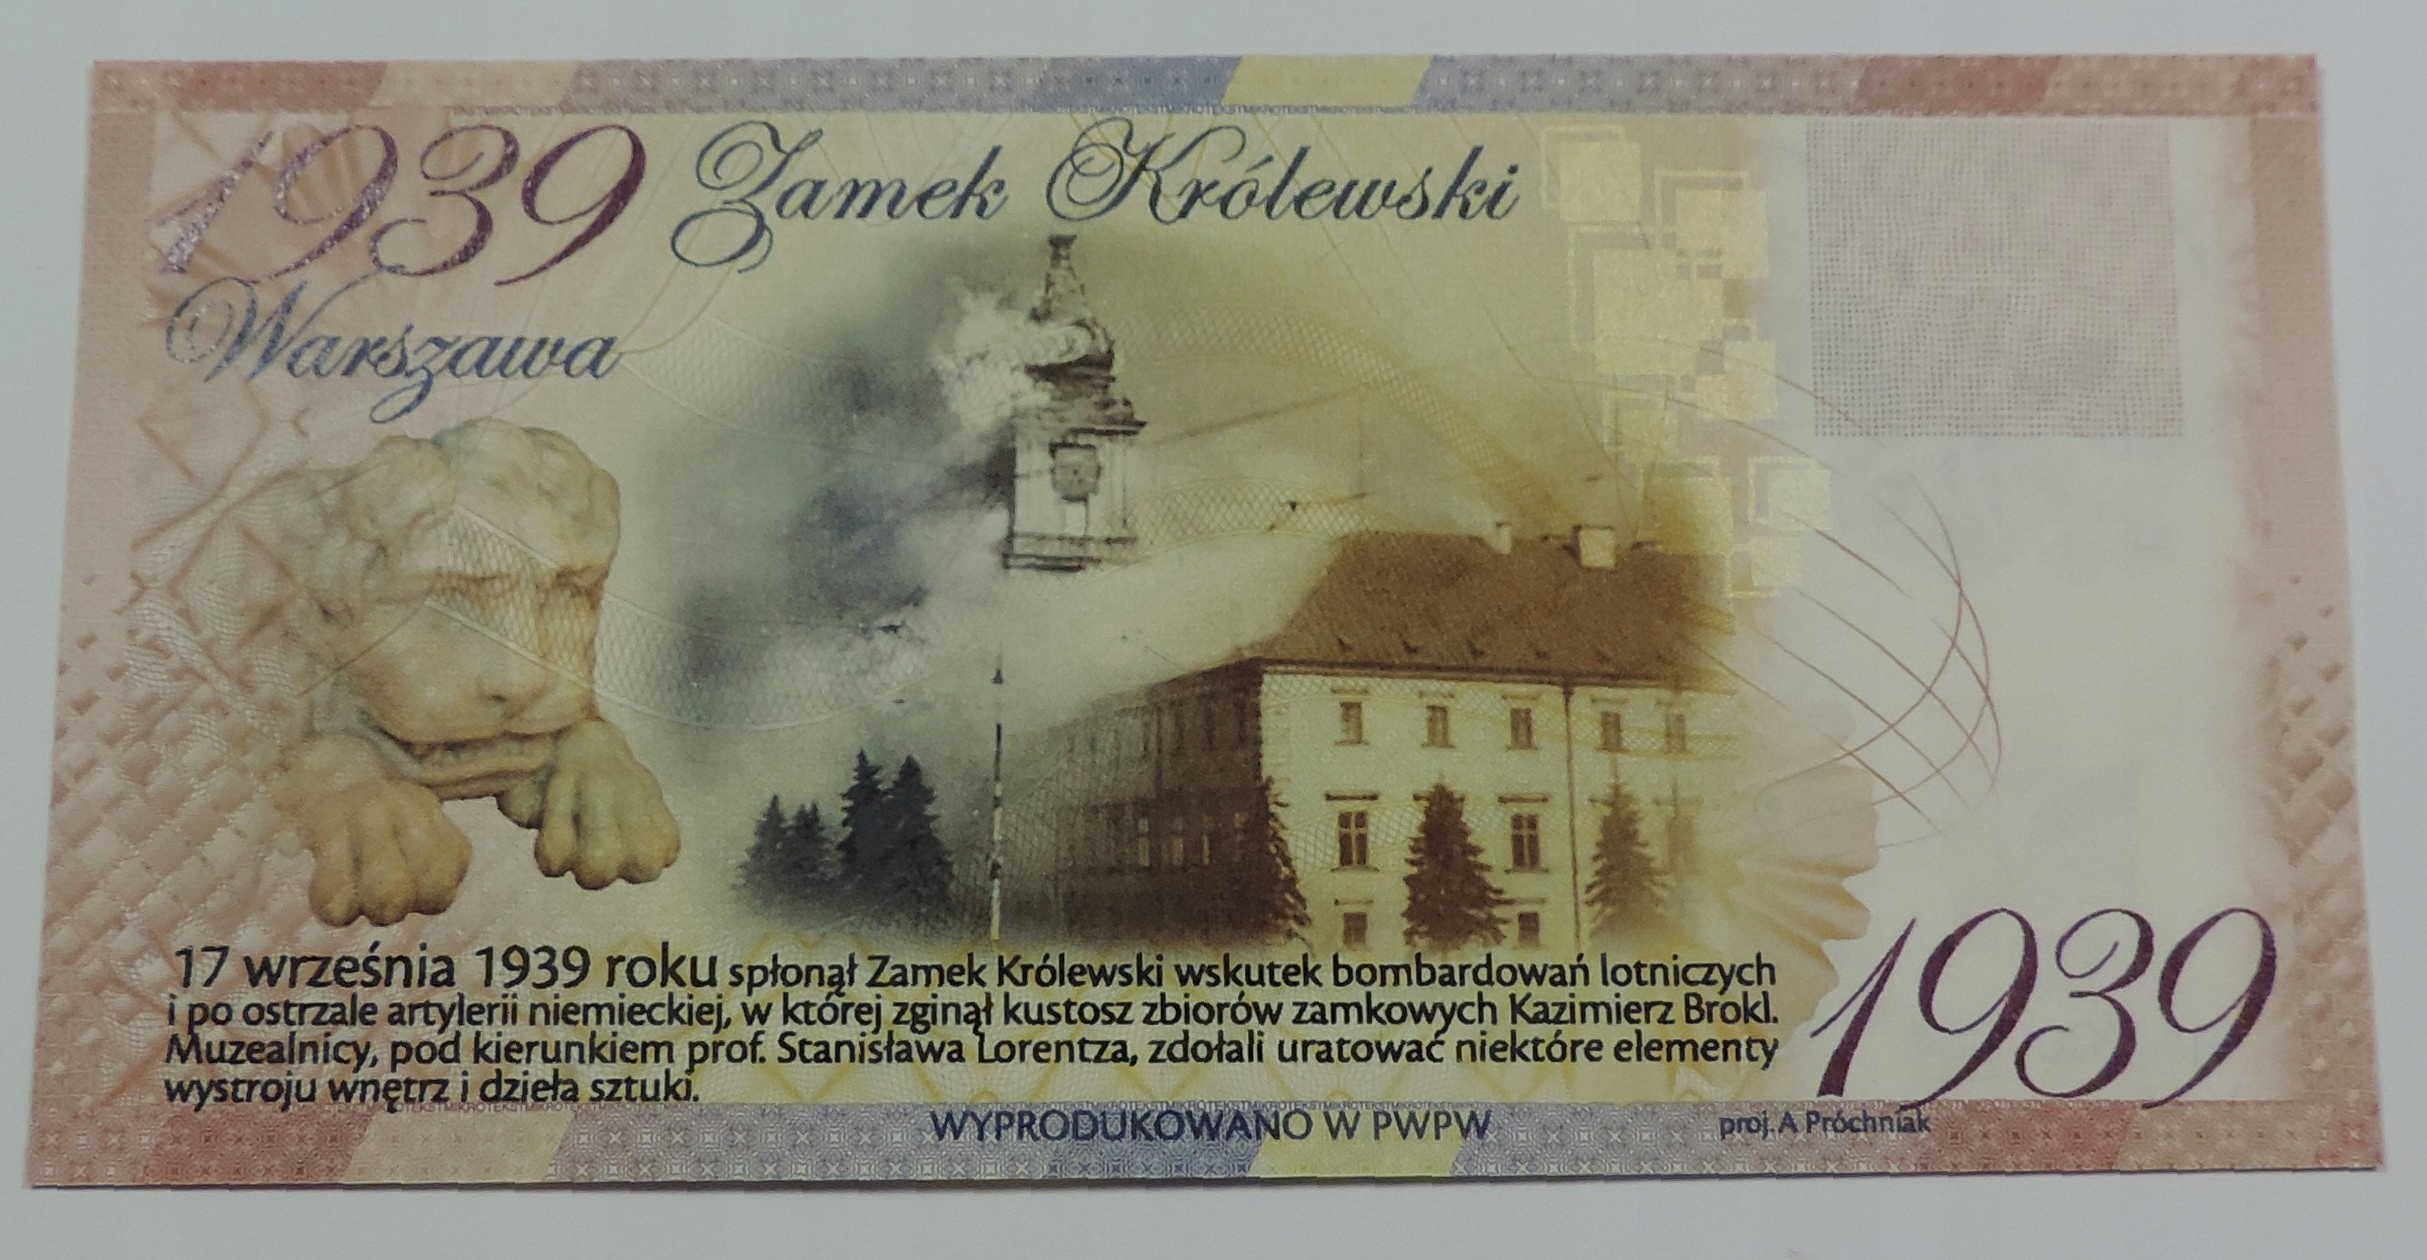 1939 Zamek Królewski
Warszawa
17 września 1939 roku spłonął Zamek Królewski wskutek bombardowań lotniczych
i po ostrzale artylerii niemieckiej, w której zginął kustosz zbiorów zamkowych Kazimierz Brokl.
Muzealnicy, pod kierunkiem prof. Stanisława Lorentza, zdołali uratować niektóre elementy
wystroju wnętrz i dzieła sztuki.
1939
WYPRODUKOWANO W PWPW
proj. A Próchniak